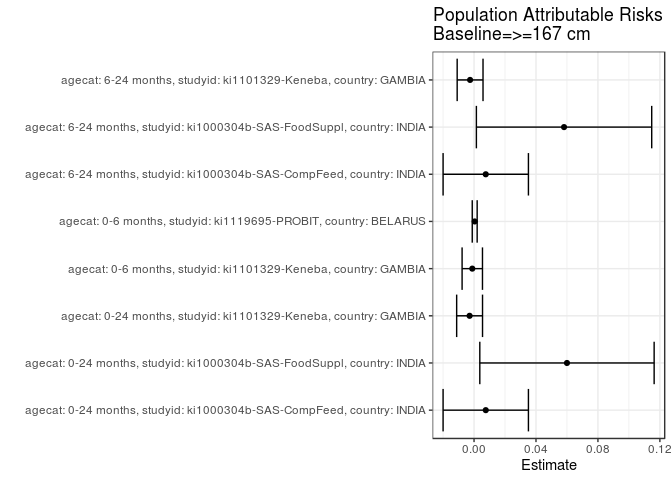 Population Attributable Risks
Baseline=>=167 cm
agecat: 6-24 months, studyid: ki1101329-Keneba, country: GAMBIA
agecat: 6-24 months, studyid: ki1000304b-SAS-FoodSuppl, country: INDIA
agecat: 6-24 months, studyid: ki1000304b-SAS-CompFeed, country: INDIA
agecat: 0-6 months, studyid: ki1119695-PROBIT, country: BELARUS
agecat: 0-6 months, studyid: ki1101329-Keneba, country: GAMBIA
agecat: 0-24 months, studyid: ki1101329-Keneba, country: GAMBIA
agecat: 0-24 months, studyid: ki1000304b-SAS-FoodSuppl, country: INDIA
agecat: 0-24 months, studyid: ki1000304b-SAS-CompFeed, country: INDIA
0.00 0.04 0.08 0.12
Estimate